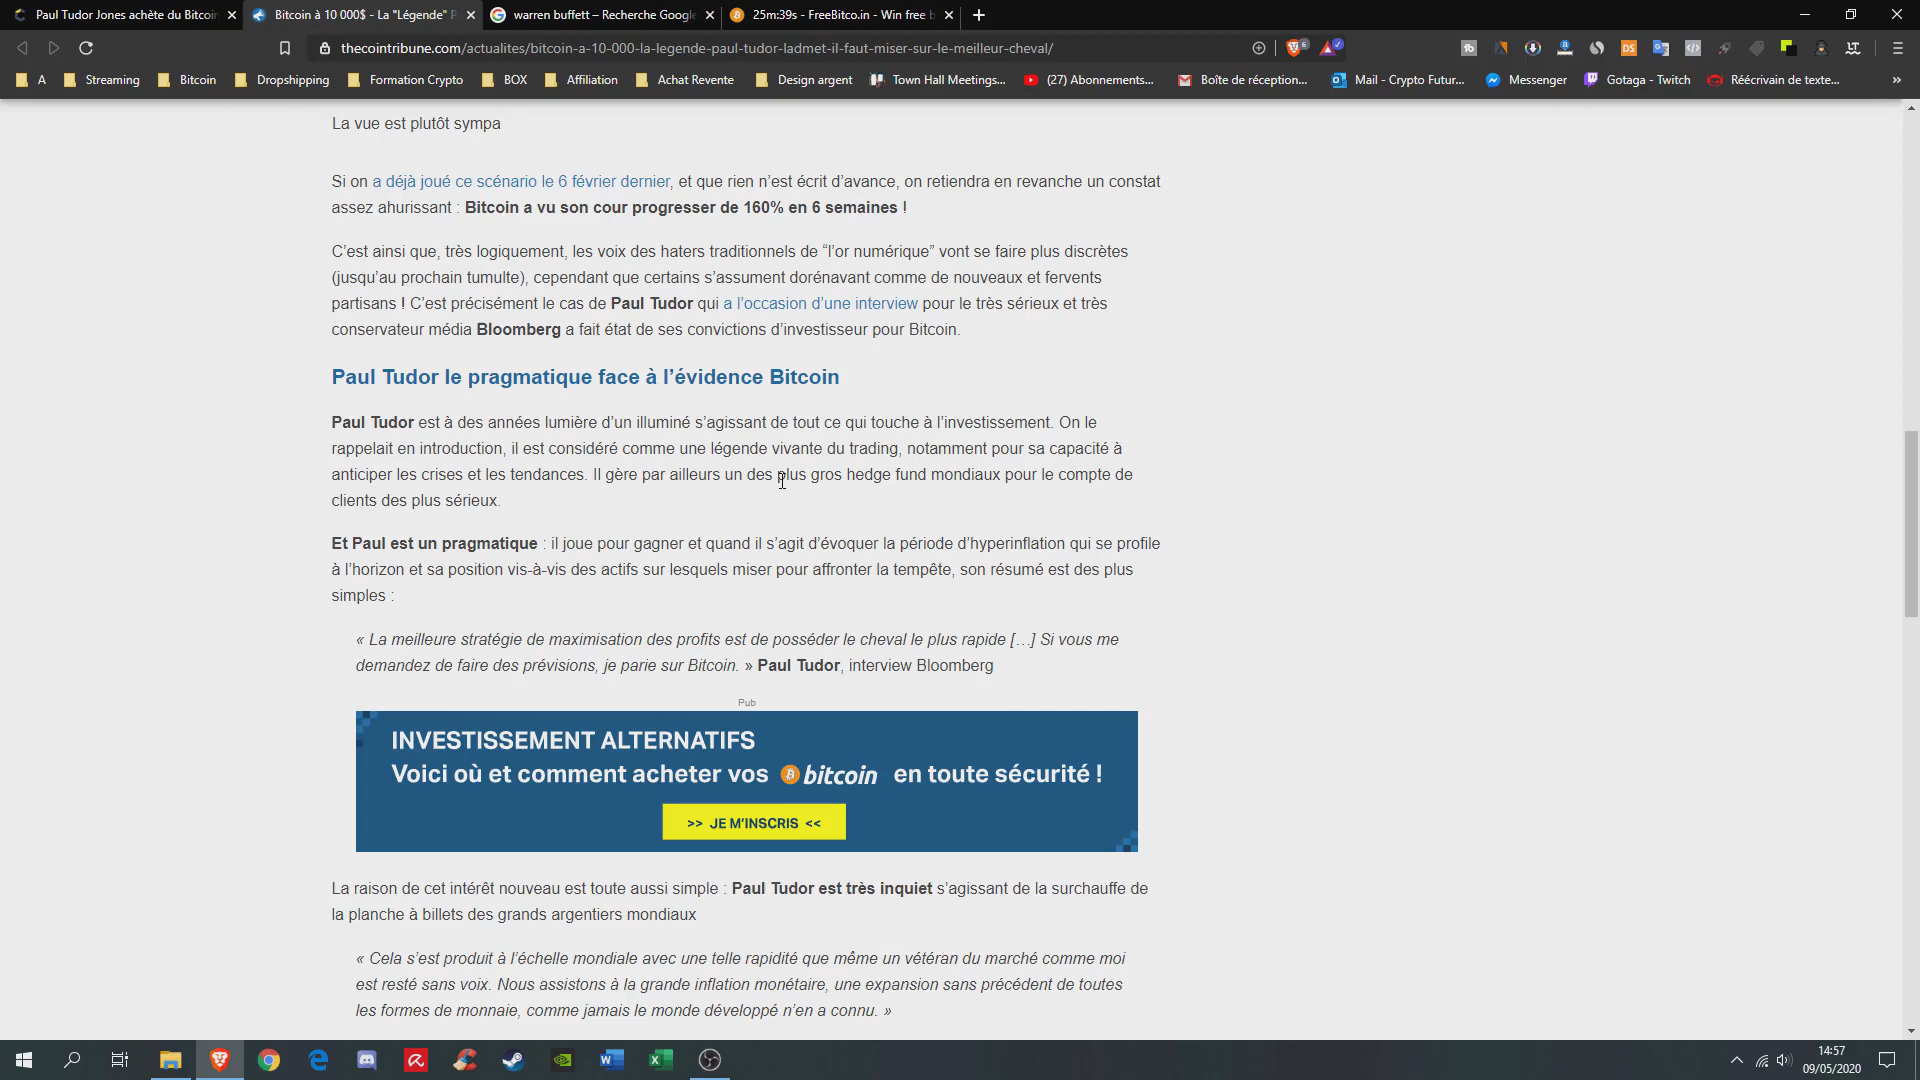 Paul Tudor Jones achète du Bitcoin
Bitcoin à 10 000$ - La "Légende" P
warren buffett – Recherche Google
25m:39s - FreeBitco.in - Win free b
thecointribune.com/actualites/bitcoin-a-10-000-la-legende-paul-tudor-ladmet-il-faut-miser-sur-le-meilleur-cheval/
A
Streaming
Bitcoin
Dropshipping
Formation Crypto
BOX
Affiliation
Achat Revente
Design argent
Town Hall Meetings...
(27) Abonnements...
Boîte de réception...
Mail - Crypto Futur...
Messenger
Gotaga - Twitch
Réécrivain de texte...
La vue est plutôt sympa
Si on a déjà joué ce scénario le 6 février dernier, et que rien n’est écrit d’avance, on retiendra en revanche un constat
assez ahurissant : Bitcoin a vu son cour progresser de 160% en 6 semaines !
C’est ainsi que, très logiquement, les voix des haters traditionnels de “l’or numérique” vont se faire plus discrètes
(jusqu’au prochain tumulte), cependant que certains s’assument dorénavant comme de nouveaux et fervents
partisans ! C’est précisément le cas de Paul Tudor qui a l’occasion d’une interview pour le très sérieux et très
conservateur média Bloomberg a fait état de ses convictions d’investisseur pour Bitcoin.
Paul Tudor le pragmatique face à l’évidence Bitcoin
Paul Tudor est à des années lumière d’un illuminé s’agissant de tout ce qui touche à l’investissement. On le
rappelait en introduction, il est considéré comme une légende vivante du trading, notamment pour sa capacité à
anticiper les crises et les tendances. Il gère par ailleurs un des plus gros hedge fund mondiaux pour le compte de
clients des plus sérieux.
Et Paul est un pragmatique : il joue pour gagner et quand il s’agit d’évoquer la période d’hyperinflation qui se profile
à l’horizon et sa position vis-à-vis des actifs sur lesquels miser pour affronter la tempête, son résumé est des plus
simples :
« La meilleure stratégie de maximisation des profits est de posséder le cheval le plus rapide […] Si vous me
demandez de faire des prévisions, je parie sur Bitcoin. » Paul Tudor, interview Bloomberg
Pub
INVESTISSEMENT ALTERNATIFS
Voici où et comment acheter vos bitcoin en toute sécurité !
>> JE M'INSCRIS <<
La raison de cet intérêt nouveau est toute aussi simple : Paul Tudor est très inquiet s’agissant de la surchauffe de
la planche à billets des grands argentiers mondiaux
« Cela s’est produit à l’échelle mondiale avec une telle rapidité que même un vétéran du marché comme moi
est resté sans voix. Nous assistons à la grande inflation monétaire, une expansion sans précédent de toutes
les formes de monnaie, comme jamais le monde développé n’en a connu. »
14:57
09/05/2020